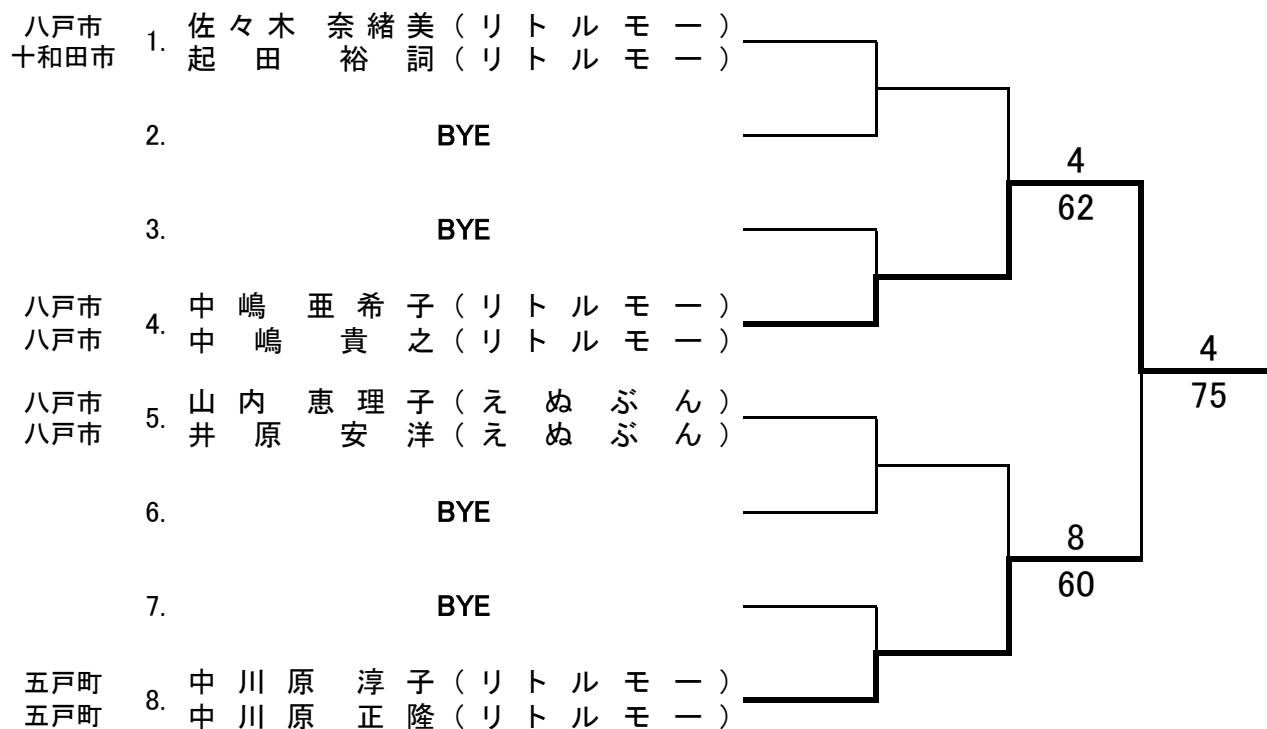 八戸市 1. 佐々木 奈緒美（リトルモー）
十和田市 起田 裕詞（リトルモー）
2. BYE
4
62
3. BYE
八戸市 4. 中嶋 亜希子（リトルモー）
八戸市 中嶋 貴之（リトルモー）
4
75
八戸市 5. 山内 恵理子（えぬぶん）
八戸市 井原 安洋（えぬぶん）
6. BYE
8
60
7. BYE
五戸町 8. 中川原 淳子（リトルモー）
五戸町 中川原 正隆（リトルモー）